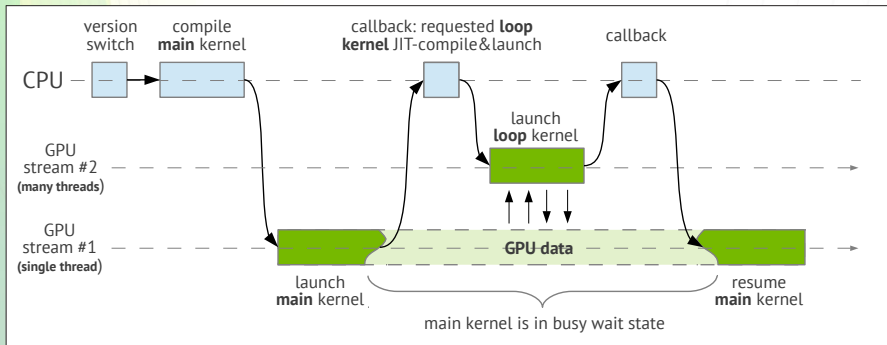 version
switch
compile
main kernel
callback: requested loop
kernel JIT-compile&launch
callback
CPU
launch
loop kernel
GPU
stream #2
(many threads)
GPU
stream #1
(single thread)
GPU data
launch
main kernel
resume
main kernel
main kernel is in busy wait state